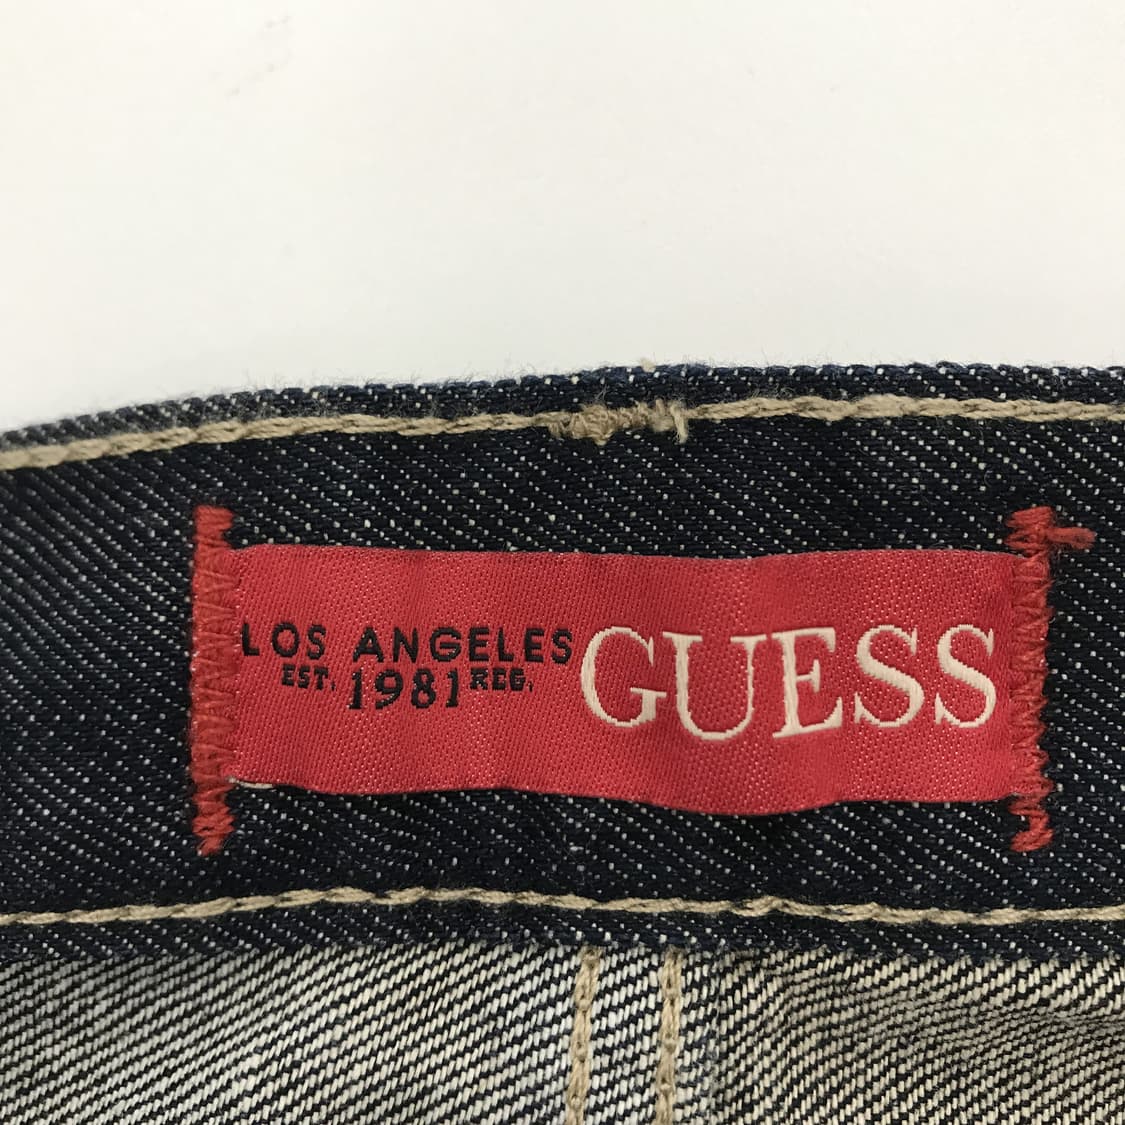 LOS ANGELES
EST. 1981 REG.
GUESS